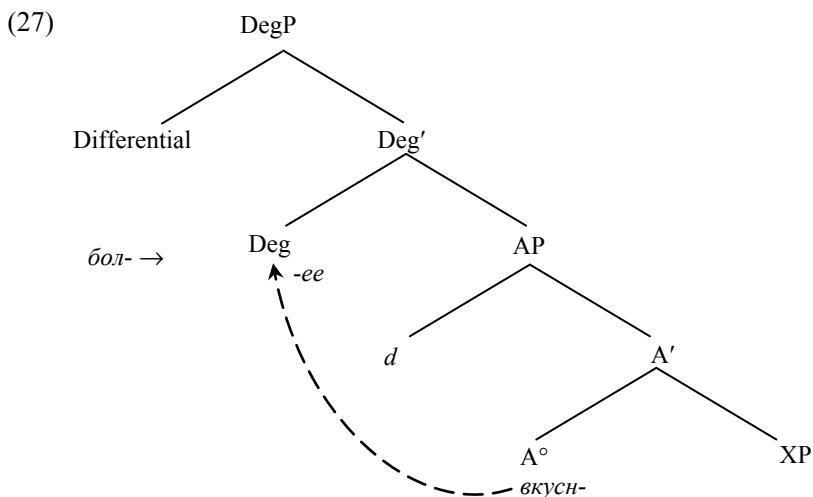 (27) DegP
Differential Deg′
бол- → Deg AP
-ее
d A′
A° XP
вкусн-